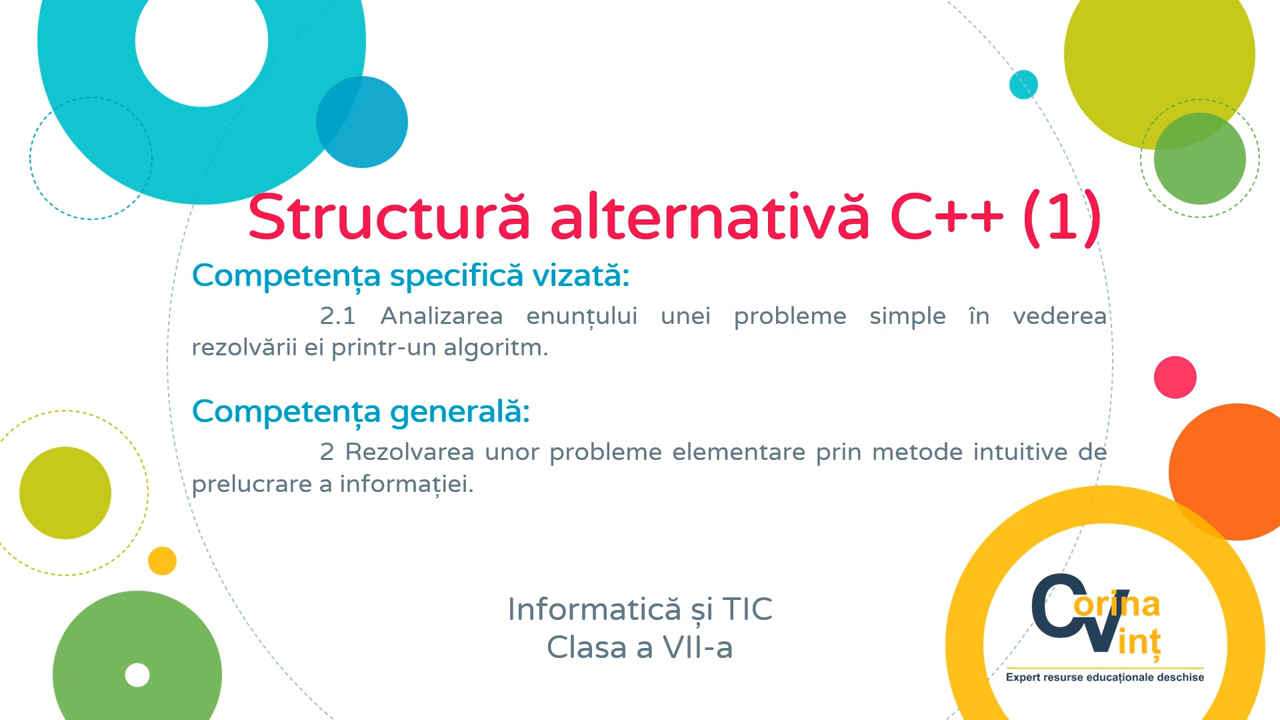 Structură alternativă C++ (1)
Competența specifică vizată:
2.1 Analizarea enunțului unei probleme simple în vederea
rezolvării ei printr-un algoritm.
Competența generală:
2 Rezolvarea unor probleme elementare prin metode intuitive de
prelucrare a informației.
Informatică și TIC
Clasa a VII-a
Corina
Vinț
Expert resurse educaționale deschise